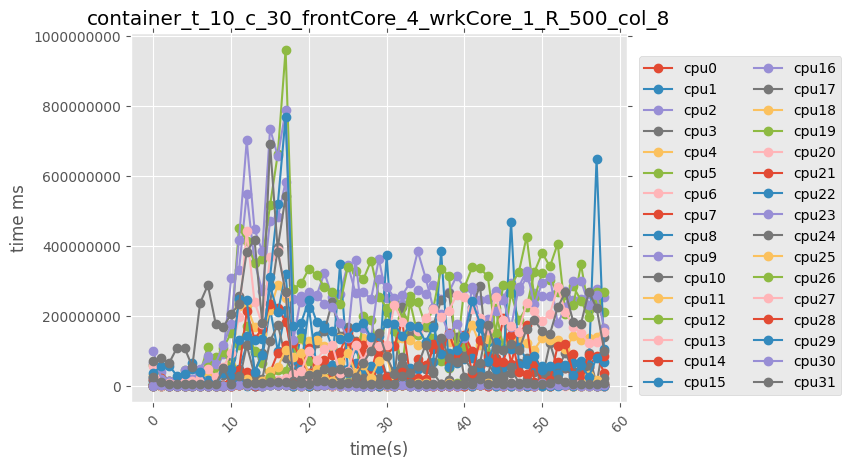 container_t_10_c_30_frontCore_4_wrkCore_1_R_500_col_8
1000000000
800000000
600000000
400000000
200000000
0
time ms
0 10 20 30 40 50 60
time(s)
cpu0 cpu16
cpu1 cpu17
cpu2 cpu18
cpu3 cpu19
cpu4 cpu20
cpu5 cpu21
cpu6 cpu22
cpu7 cpu23
cpu8 cpu24
cpu9 cpu25
cpu10 cpu26
cpu11 cpu27
cpu12 cpu28
cpu13 cpu29
cpu14 cpu30
cpu15 cpu31